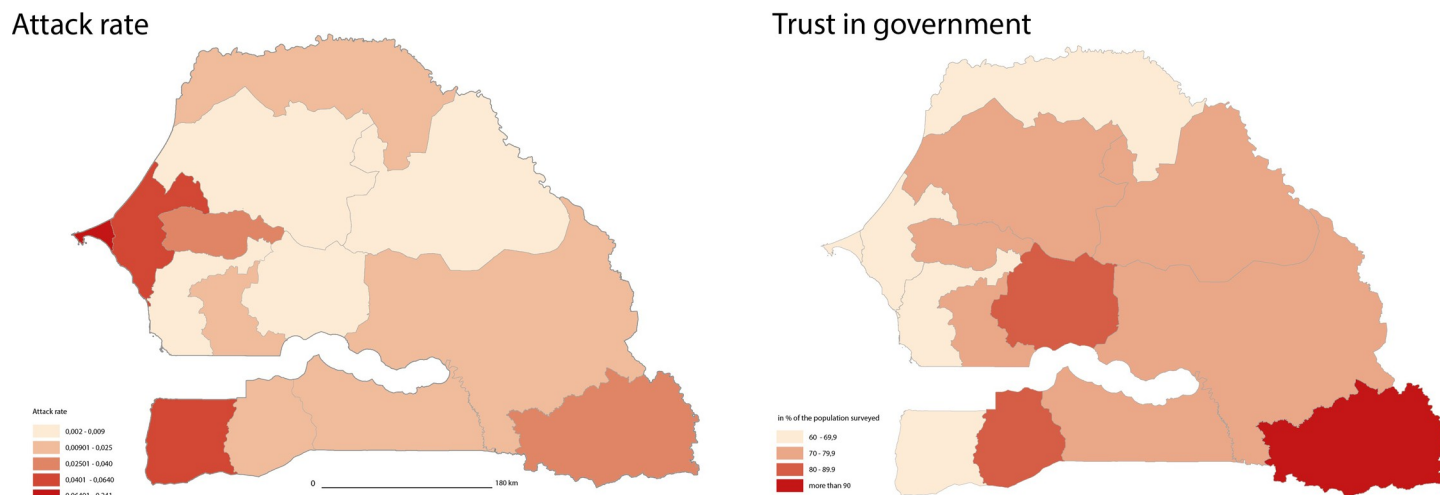 Attack rate
Attack rate
0,002 - 0,009
0,00901 - 0,025
0,02501 - 0,040
0,0401 - 0,0640
0
180 km
Trust in government
in % of the population surveyed
60 - 69,9
70 - 79,9
80 - 89.9
more than 90